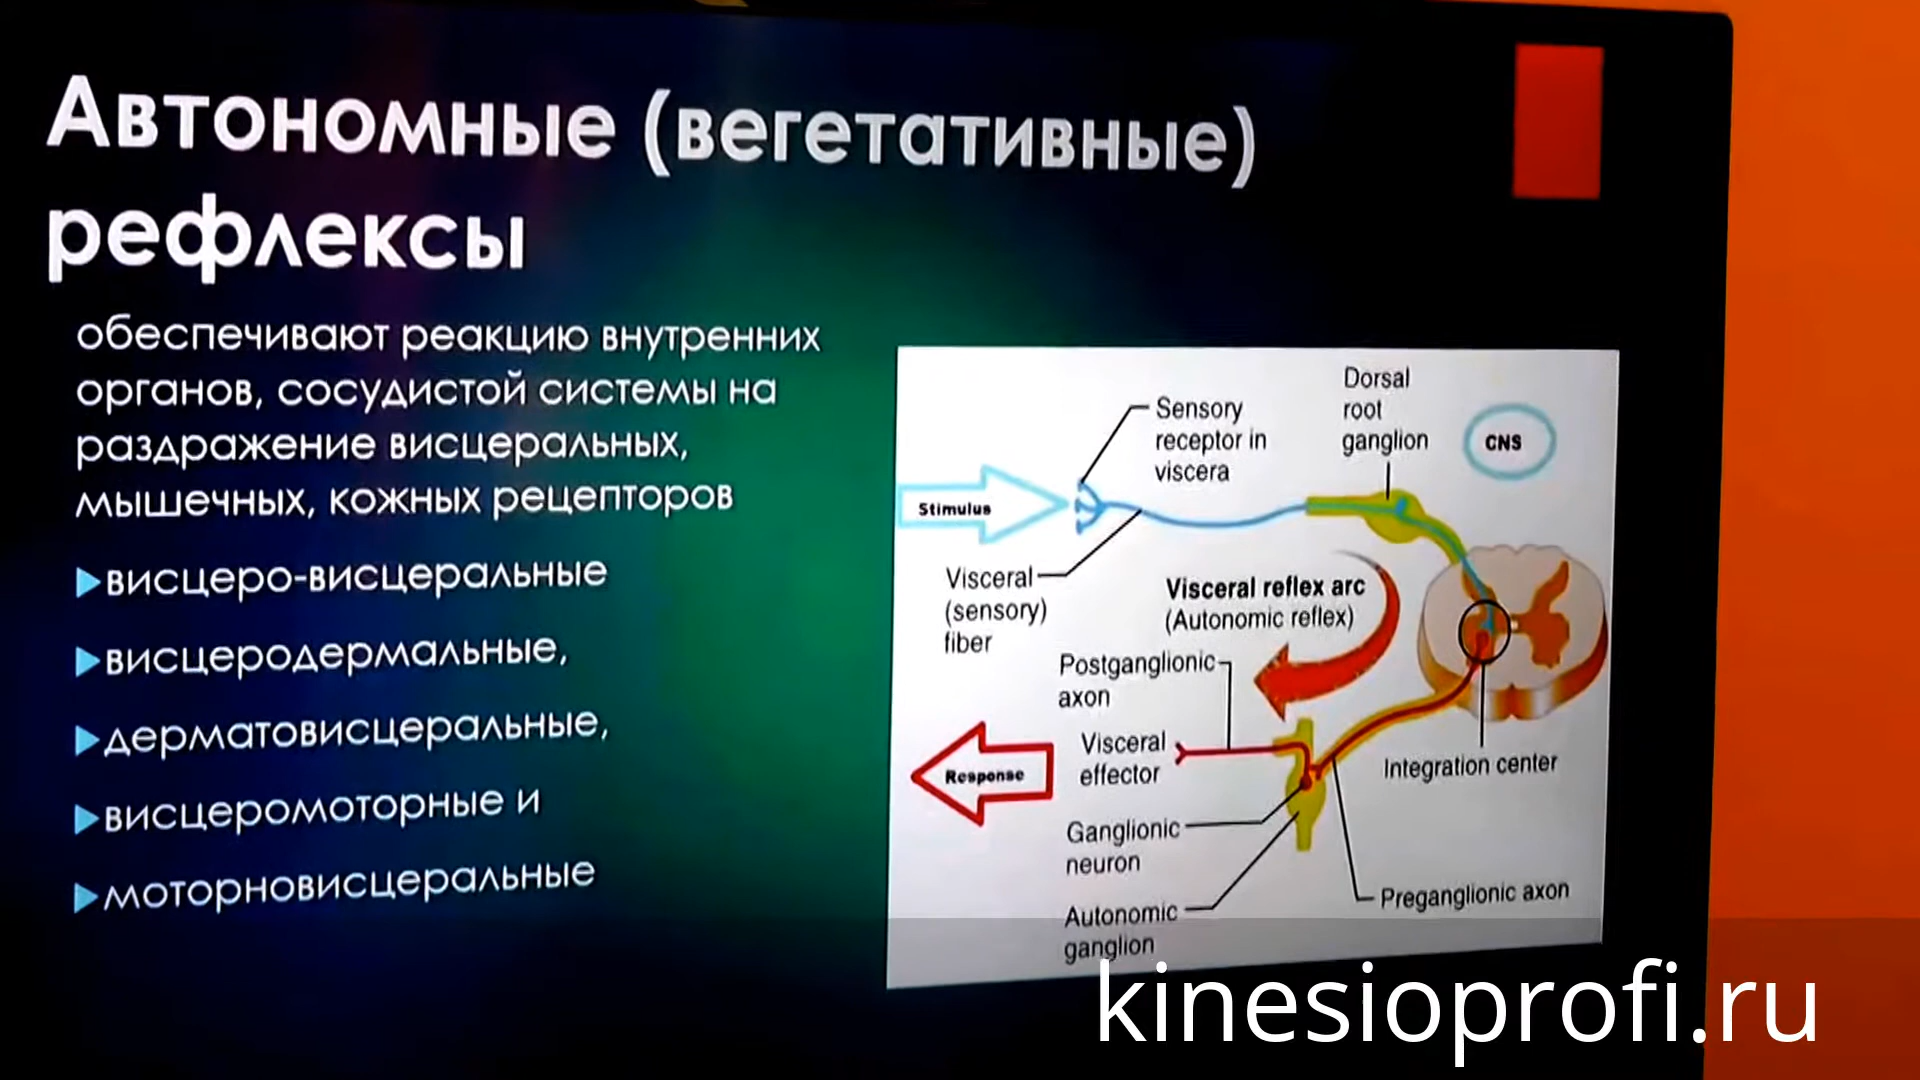 Автономные (вегетативные)
рефлексы
обеспечивают реакцию внутренних
органов, сосудистой системы на
раздражение висцеральных,
мышечных, кожных рецепторов
висцеро-висцеральные
висцеродермальные,
дерматовисцеральные,
висцеромоторные и
моторновисцеральные
Dorsal
root
ganglion
CNS
Sensory
receptor in
viscera
Stimulus
Visceral
(sensory)
fiber
Visceral reflex arc
(Autonomic reflex)
Postganglionic
axon
Visceral
effector
Response
Integration center
Ganglionic
neuron
Preganglionic axon
Autonomic
ganglion
kinesioprofi.ru